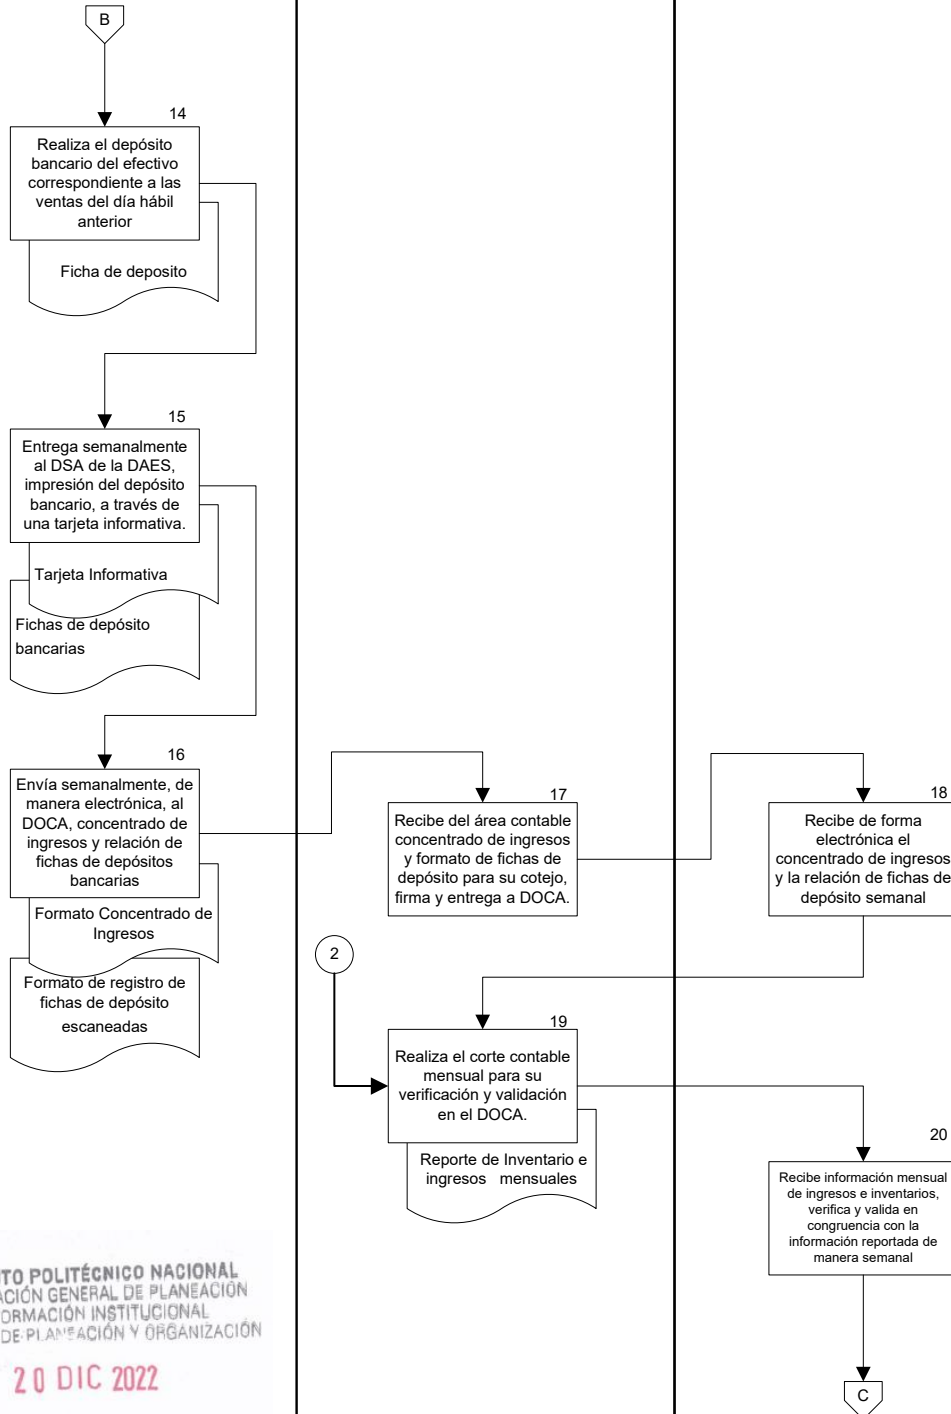 B
14
Realiza el depósito
bancario del efectivo
correspondiente a las
ventas del día hábil
anterior
Ficha de deposito
15
Entrega semanalmente
al DSA de la DAES,
impresión del depósito
bancario, a través de
una tarjeta informativa.
Tarjeta Informativa
Fichas de depósito
bancarias
16
Envía semanalmente, de
manera electrónica, al
DOCA, concentrado de
ingresos y relación de
fichas de depósitos
bancarias
Formato Concentrado de
Ingresos
Formato de registro de
fichas de depósito
escaneadas
17
Recibe del área contable
concentrado de ingresos
y formato de fichas de
depósito para su cotejo,
firma y entrega a DOCA.
18
Recibe de forma
electrónica el
concentrado de ingresos
y la relación de fichas de
depósito semanal
2
19
Realiza el corte contable
mensual para su
verificación y validación
en el DOCA.
Reporte de Inventario e
ingresos mensuales
20
Recibe información mensual
de ingresos e inventarios,
verifica y valida en
congruencia con la
información reportada de
manera semanal
C
TO POLITÉCNICO NACIONAL
ACIÓN GENERAL DE PLANEACIÓN
ORMACIÓN INSTITUCIONAL
DE PLANEACIÓN Y ORGANIZACIÓN
20 DIC 2022